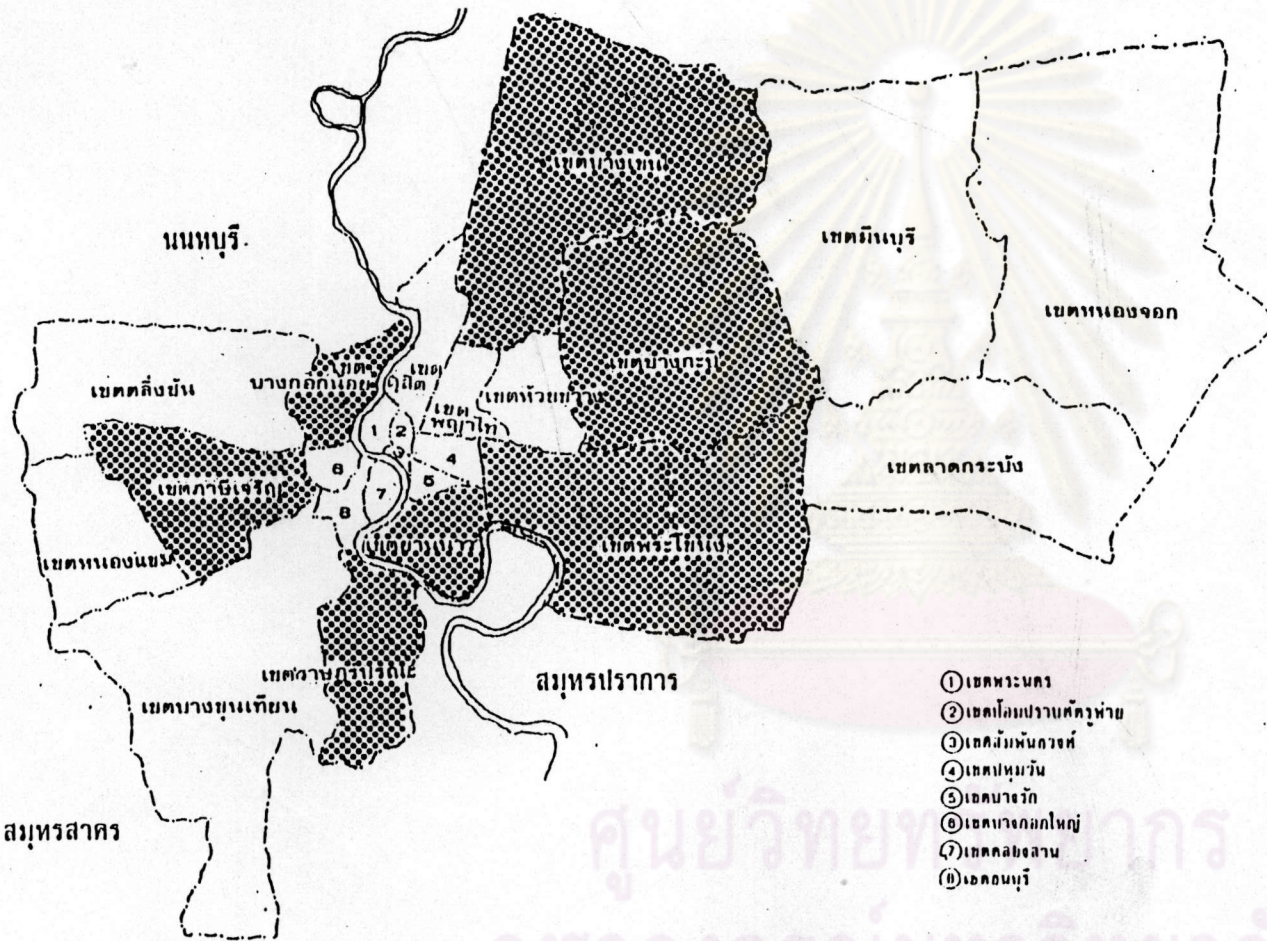 เขตบางเขน
นนทบุรี
เขตมีนบุรี
เขตหนองจอก
เขตบางกะปิ
เขต
บางกอกน้อย
เขต
ดุสิต
เขตตลิ่งชัน
เขตห้วยขวาง
เขต
พญาไท
1
2
3
4
5
6
7
8
เขตลาดกระบัง
เขตภาษีเจริญ
เขตยานนาวา
เขตพระโขนง
เขตหนองแขม
เขตราษฎร์บูรณะ
สมุทรปราการ
เขตบางขุนเทียน
สมุทรสาคร
① เขตพระนคร
② เขตป้อมปราบศัตรูพ่าย
③ เขตสัมพันธวงศ์
④ เขตปทุมวัน
⑤ เขตบางรัก
⑥ เขตบางกอกใหญ่
⑦ เขตคลองสาน
⑧ เขตธนบุรี
ศูนย์วิทยทรัพยากร